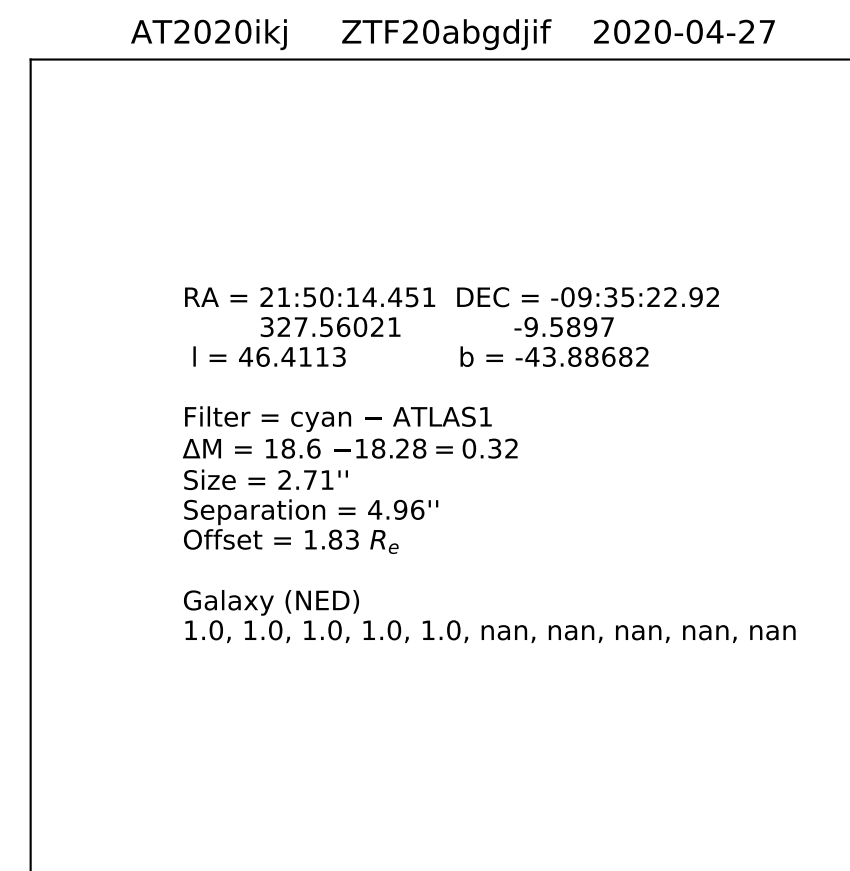 AT2020ikj ZTF20abgdjif 2020-04-27
RA = 21:50:14.451 DEC = -09:35:22.92
327.56021 -9.5897
l = 46.4113 b = -43.88682
Filter = cyan − ATLAS1
ΔM = 18.6 −18.28 = 0.32
Size = 2.71''
Separation = 4.96''
Offset = 1.83 Re
Galaxy (NED)
1.0, 1.0, 1.0, 1.0, 1.0, nan, nan, nan, nan, nan